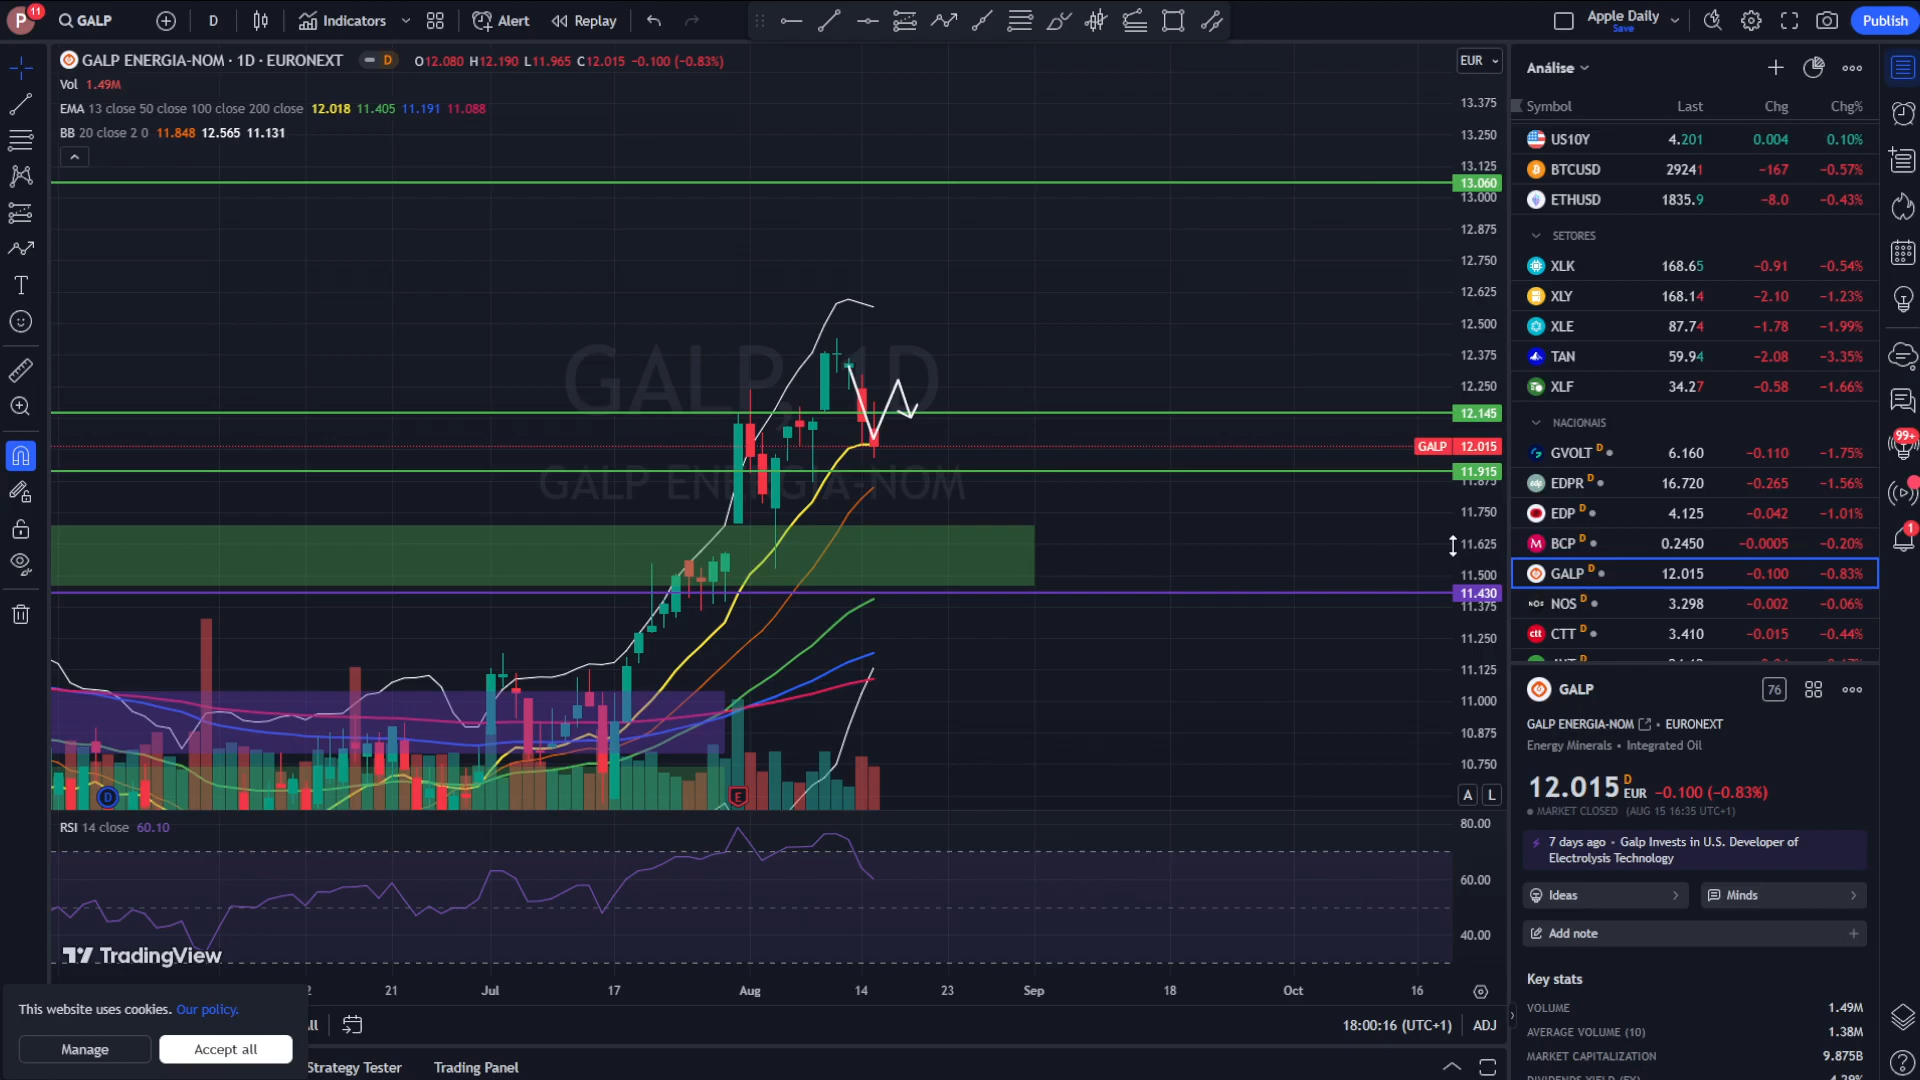 P 11 GALP D Indicators Alert Replay Apple Daily Save Publish
GALP ENERGIA-NOM · 1D · EURONEXT D O12.080 H12.190 L11.965 C12.015 −0.100 (−0.83%)
Vol 1.49M
EMA 13 close 50 close 100 close 200 close 12.018 11.405 11.191 11.088
BB 20 close 2 0 11.848 12.565 11.131
GALP, 1D
GALP ENERGIA-NOM
EUR
13.375
13.250
13.125
13.060
13.000
12.875
12.750
12.625
12.500
12.375
12.250
12.145
GALP 12.015
11.915
11.875
11.750
11.625
11.500
11.430
11.375
11.250
11.125
11.000
10.875
10.750
A L
D E
RSI 14 close 60.10
80.00
60.00
40.00
TradingView
21 Jul 17 Aug 14 23 Sep 18 Oct 16
18:00:16 (UTC+1) ADJ
This website uses cookies. Our policy.
Manage Accept all
Strategy Tester Trading Panel
Análise
Symbol Last Chg Chg%
US10Y 4.201 0.004 0.10%
BTCUSD 29241 −167 −0.57%
ETHUSD 1835.9 −8.0 −0.43%
SETORES
XLK 168.65 −0.91 −0.54%
XLY 168.14 −2.10 −1.23%
XLE 87.74 −1.78 −1.99%
TAN 59.94 −2.08 −3.35%
XLF 34.27 −0.58 −1.66%
NACIONAIS
GVOLT D 6.160 −0.110 −1.75%
EDPR D 16.720 −0.265 −1.56%
EDP D 4.125 −0.042 −1.01%
BCP D 0.2450 −0.0005 −0.20%
GALP D 12.015 −0.100 −0.83%
NOS D 3.298 −0.002 −0.06%
CTT D 3.410 −0.015 −0.44%
GALP 76
GALP ENERGIA-NOM • EURONEXT
Energy Minerals • Integrated Oil
12.015 D EUR −0.100 (−0.83%)
MARKET CLOSED (AUG 15 16:35 UTC+1)
7 days ago • Galp Invests in U.S. Developer of
Electrolysis Technology
Ideas Minds
Add note
Key stats
VOLUME 1.49M
AVERAGE VOLUME (10) 1.38M
MARKET CAPITALIZATION 9.875B
99+
1